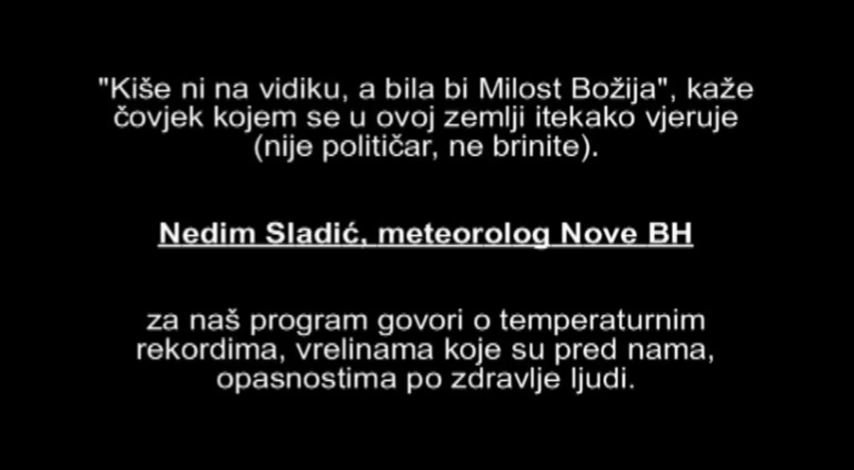 "Kiše ni na vidiku, a bila bi Milost Božija", kaže
čovjek kojem se u ovoj zemlji itekako vjeruje
(nije političar, ne brinite).
Nedim Sladić, meteorolog Nove BH
za naš program govori o temperaturnim
rekordima, vrelinama koje su pred nama,
opasnostima po zdravlje ljudi.